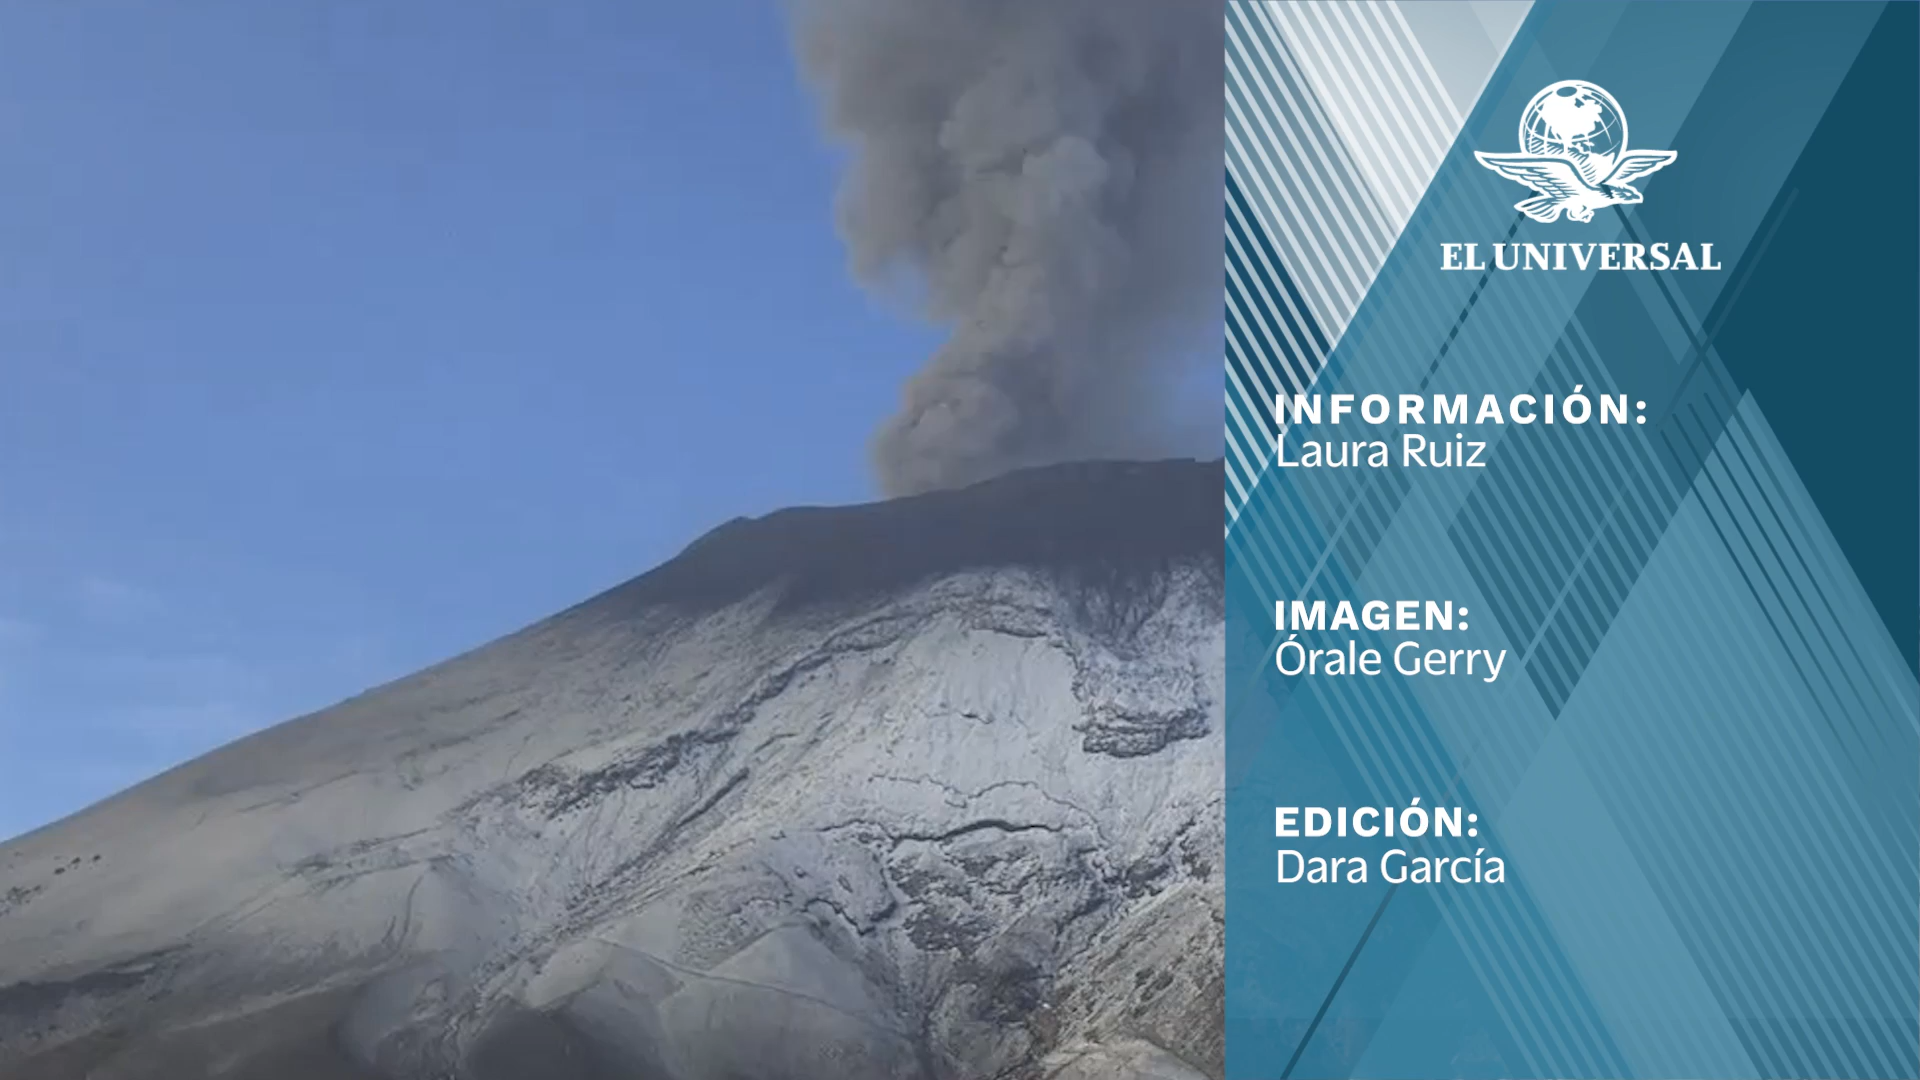 EL UNIVERSAL
INFORMACIÓN:
Laura Ruiz
IMAGEN:
Órale Gerry
EDICIÓN:
Dara García